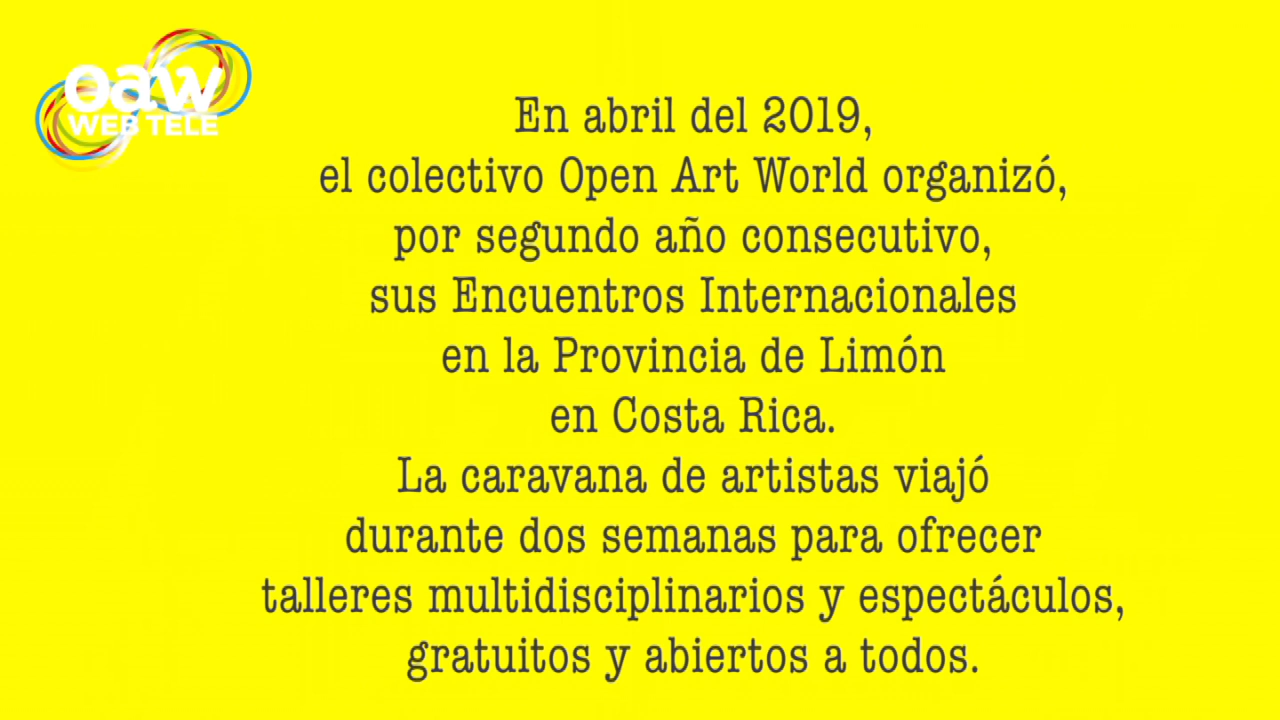 oaw
WEB TELE
En abril del 2019,
el colectivo Open Art World organizó,
por segundo año consecutivo,
sus Encuentros Internacionales
en la Provincia de Limón
en Costa Rica.
La caravana de artistas viajó
durante dos semanas para ofrecer
talleres multidisciplinarios y espectáculos,
gratuitos y abiertos a todos.